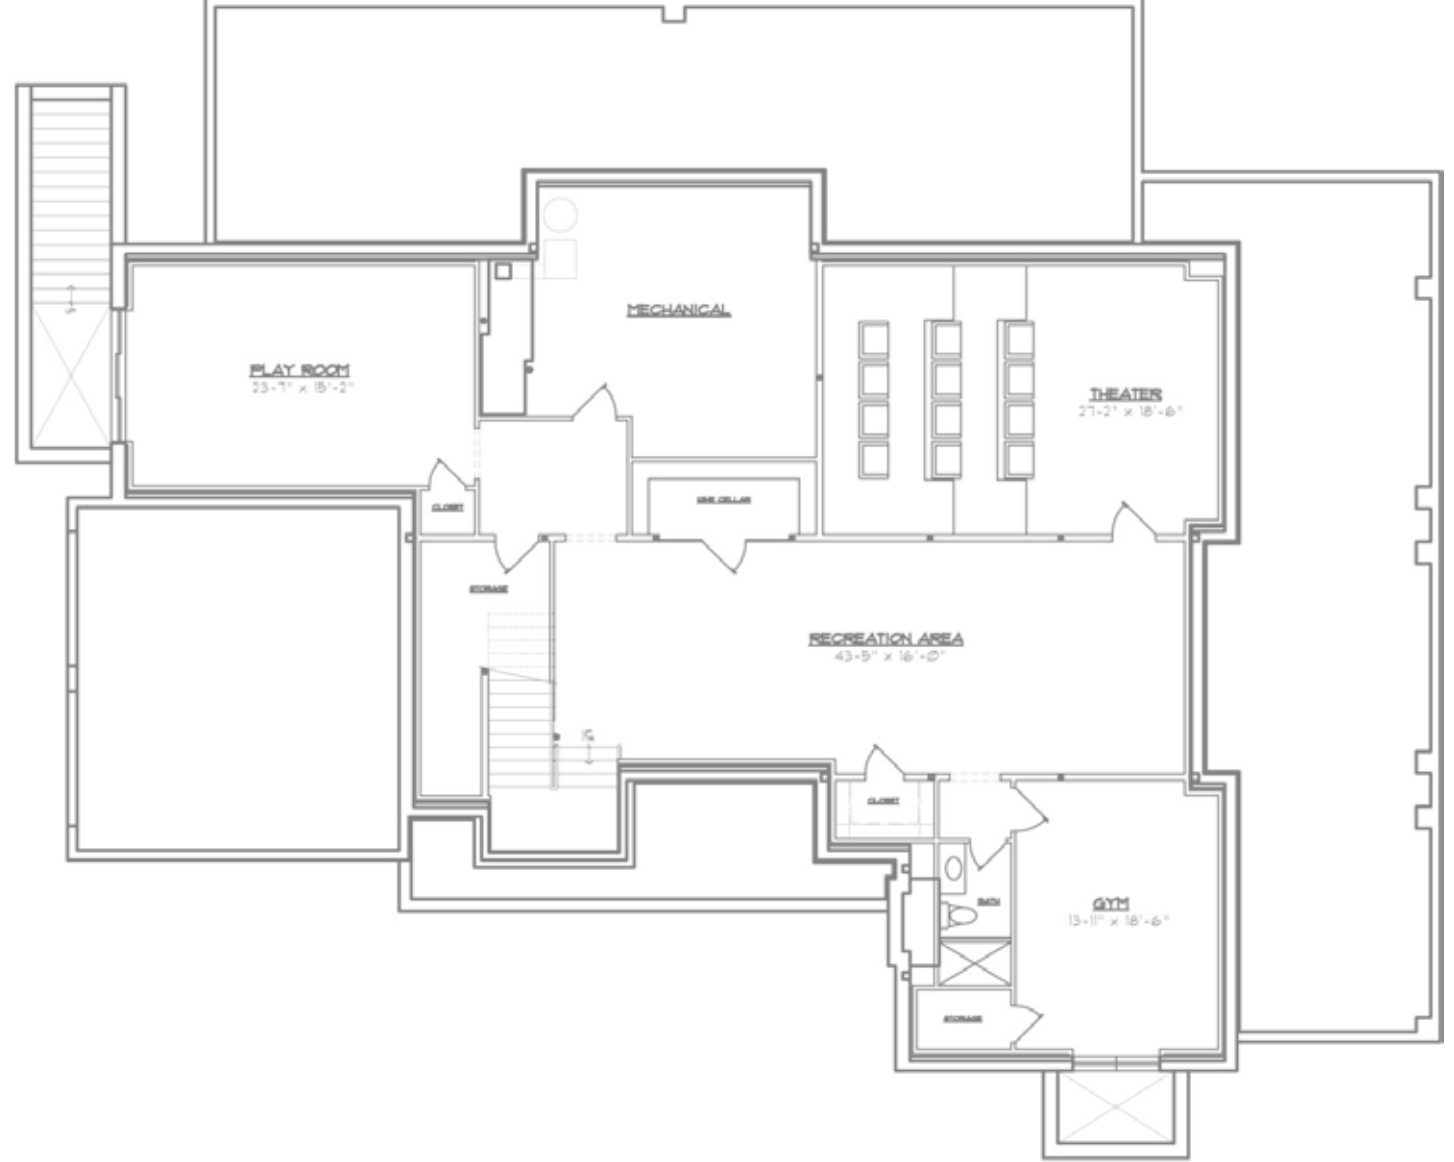 MECHANICAL
PLAY ROOM
23'-7" x 15'-2"
THEATER
27'-2" x 18'-6"
WINE CELLAR
CLOSET
STORAGE
RECREATION AREA
43'-5" x 16'-0"
CLOSET
BATH
GYM
13'-11" x 18'-6"
STORAGE